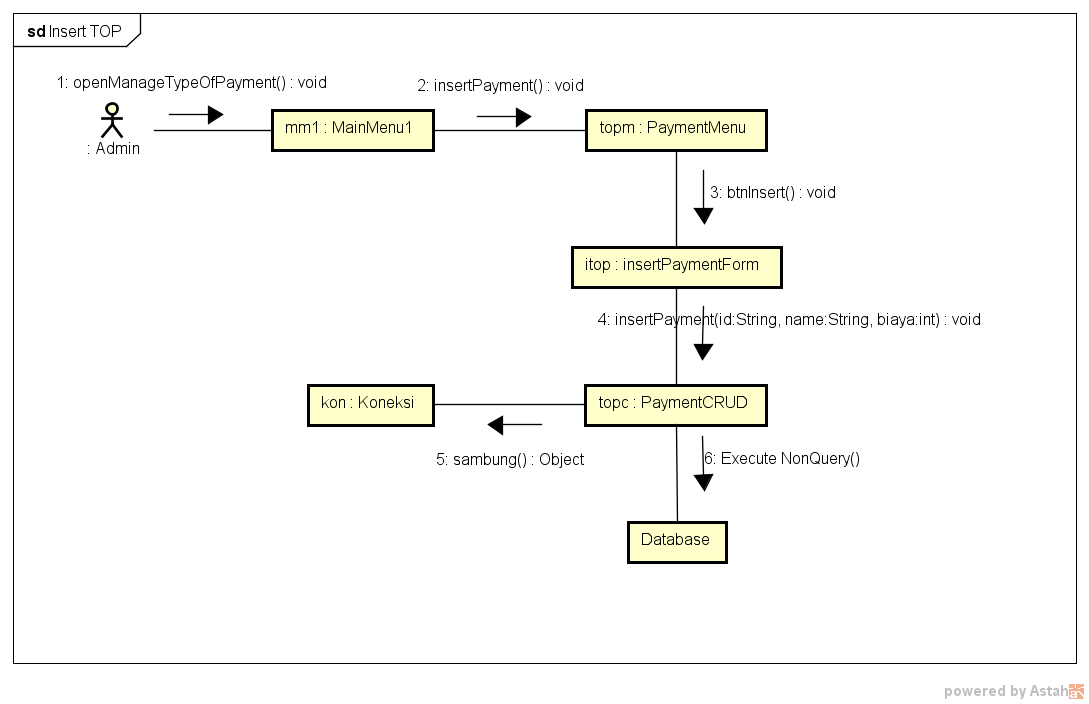 sd Insert TOP
1: openManageTypeOfPayment() : void
2: insertPayment() : void
mm1 : MainMenu1
topm : PaymentMenu
: Admin
3: btnInsert() : void
itop : insertPaymentForm
4: insertPayment(id:String, name:String, biaya:int) : void
kon : Koneksi
topc : PaymentCRUD
5: sambung() : Object
6: Execute NonQuery()
Database
powered by Astah